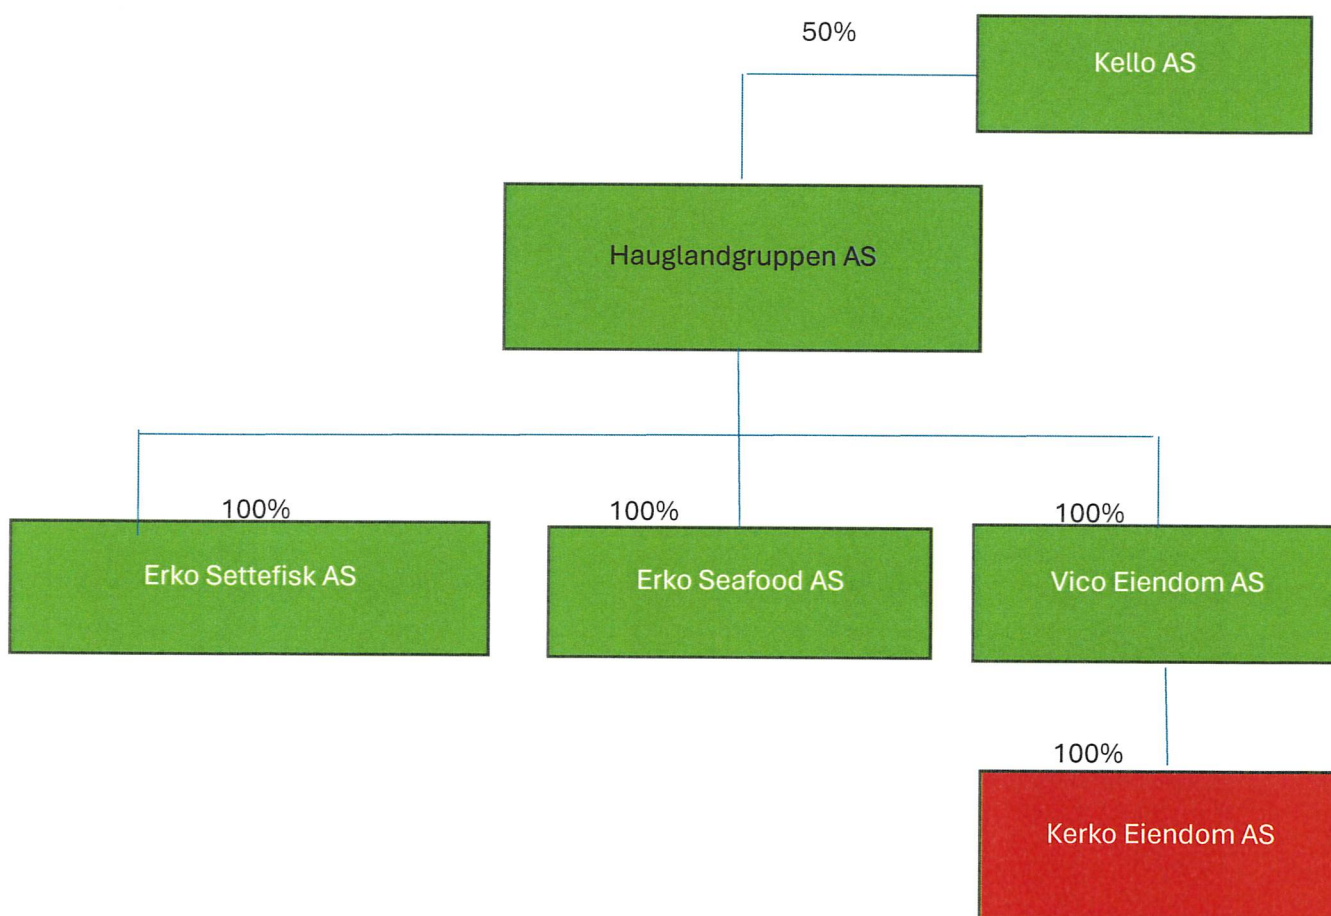 50%
Kello AS
Hauglandgruppen AS
100%
100%
100%
Erko Settefisk AS
Erko Seafood AS
Vico Eiendom AS
100%
Kerko Eiendom AS